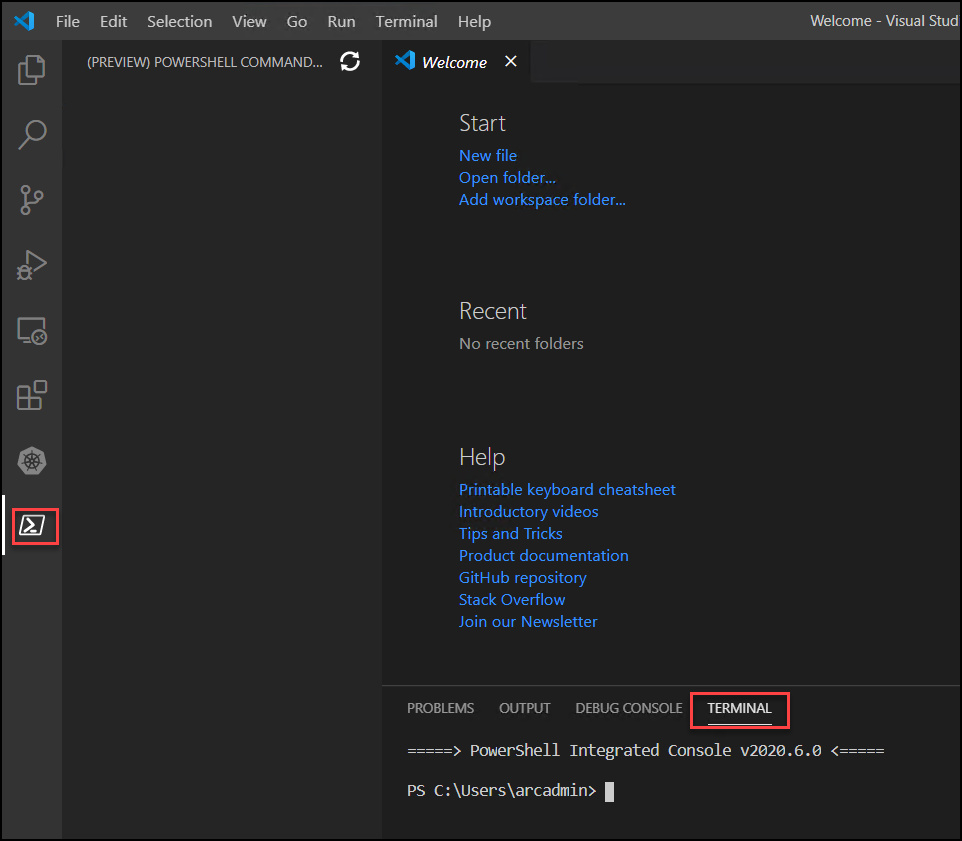 File Edit Selection View Go Run Terminal Help Welcome - Visual Stud
(PREVIEW) POWERSHELL COMMAND...
Welcome
Start
New file
Open folder...
Add workspace folder...
Recent
No recent folders
Help
Printable keyboard cheatsheet
Introductory videos
Tips and Tricks
Product documentation
GitHub repository
Stack Overflow
Join our Newsletter
PROBLEMS OUTPUT DEBUG CONSOLE TERMINAL
=====> PowerShell Integrated Console v2020.6.0 <=====
PS C:\Users\arcadmin>